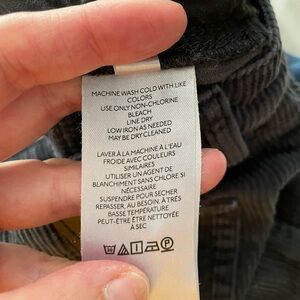 MACHINE WASH COLD WITH LIKE
COLORS
USE ONLY NON-CHLORINE
BLEACH
LINE DRY
LOW IRON AS NEEDED
MAY BE DRY CLEANED
LAVER À LA MACHINE À L'EAU
FROIDE AVEC COULEURS
SIMILAIRES
UTILISER UN AGENT DE
BLANCHIMENT SANS CHLORE SI
NÉCESSAIRE
SUSPENDRE POUR SECHER
REPASSER, AU BESOIN, À TRÈS
BASSE TEMPÉRATURE
PEUT-ÊTRE NETTOYÉE
À SEC